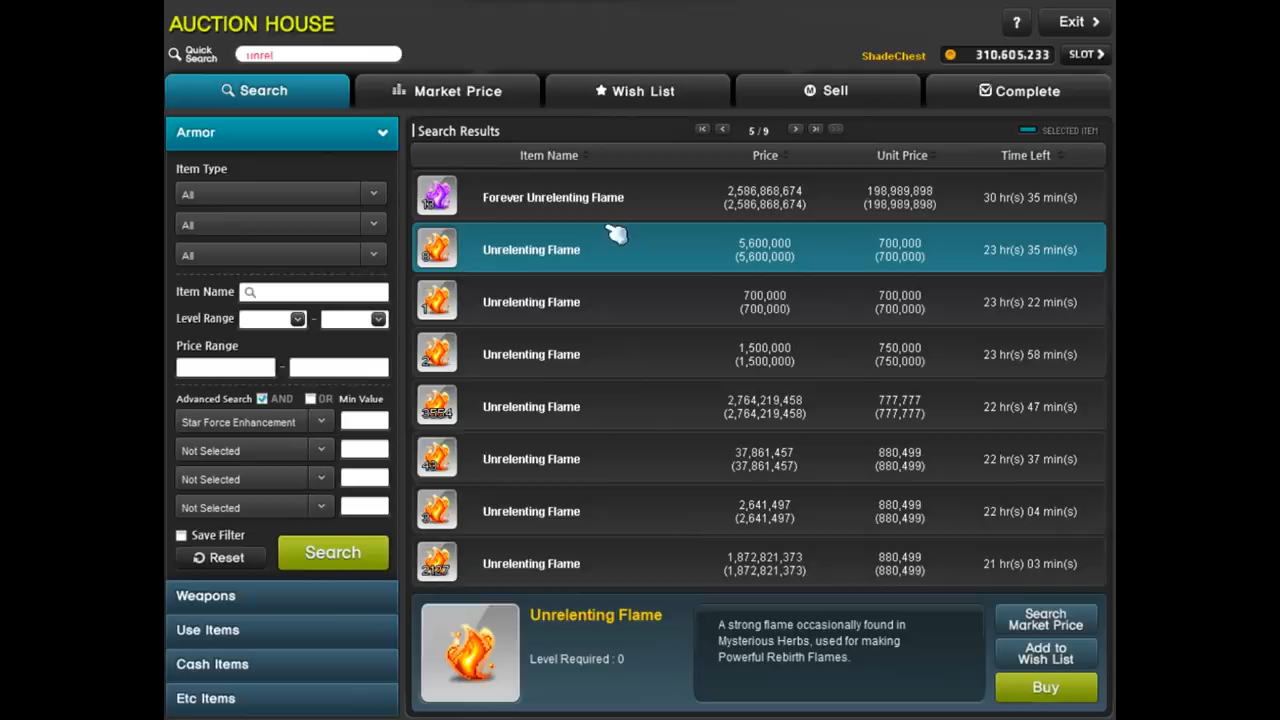 AUCTION HOUSE
?
Exit
Quick
Search
unrel
ShadeChest
310,605,233
SLOT
Search
Market Price
Wish List
Sell
Complete
Armor
Item Type
All
All
All
Item Name
Level Range
-
Price Range
-
Advanced Search AND OR Min Value
Star Force Enhancement
Not Selected
Not Selected
Not Selected
Save Filter
Reset
Search
Weapons
Use Items
Cash Items
Etc Items
Search Results
5 / 9
SELECTED ITEM
Item Name Price Unit Price Time Left
13 Forever Unrelenting Flame 2,586,868,674 198,989,898 30 hr(s) 35 min(s)
(2,586,868,674) (198,989,898)
8 Unrelenting Flame 5,600,000 700,000 23 hr(s) 35 min(s)
(5,600,000) (700,000)
1 Unrelenting Flame 700,000 700,000 23 hr(s) 22 min(s)
(700,000) (700,000)
2 Unrelenting Flame 1,500,000 750,000 23 hr(s) 58 min(s)
(1,500,000) (750,000)
3554 Unrelenting Flame 2,764,219,458 777,777 22 hr(s) 47 min(s)
(2,764,219,458) (777,777)
43 Unrelenting Flame 37,861,457 880,499 22 hr(s) 37 min(s)
(37,861,457) (880,499)
3 Unrelenting Flame 2,641,497 880,499 22 hr(s) 04 min(s)
(2,641,497) (880,499)
2127 Unrelenting Flame 1,872,821,373 880,499 21 hr(s) 03 min(s)
(1,872,821,373) (880,499)
Unrelenting Flame
Level Required : 0
A strong flame occasionally found in
Mysterious Herbs, used for making
Powerful Rebirth Flames.
Search
Market Price
Add to
Wish List
Buy